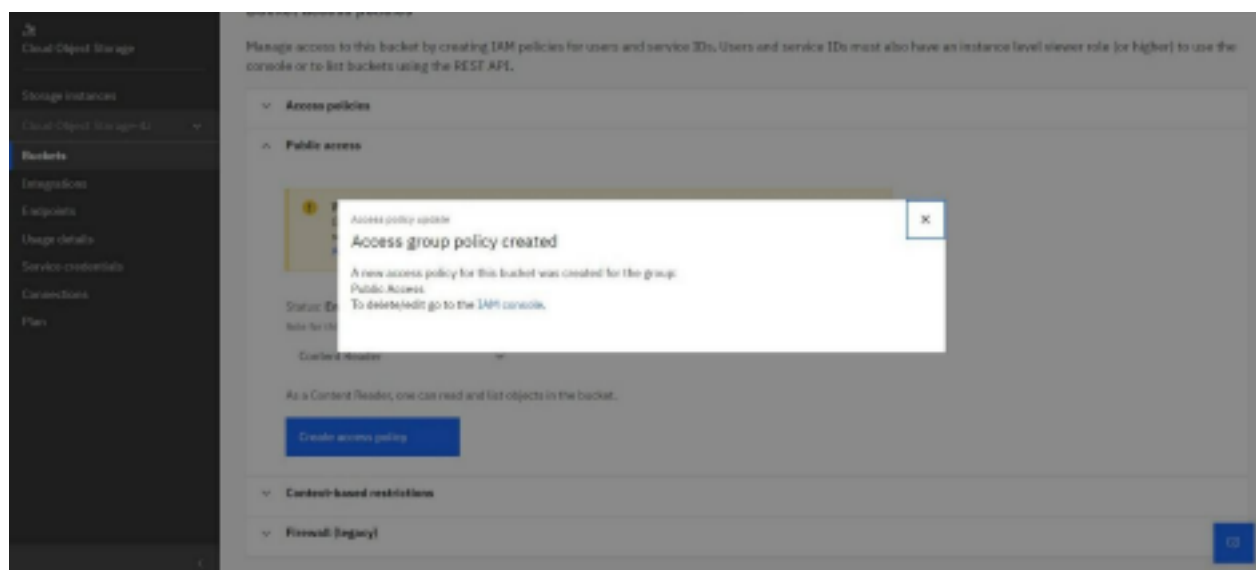 Cloud Object Storage
Manage access to this bucket by creating IAM policies for users and service IDs. Users and service IDs must also have an instance level viewer role (or higher) to use the
console or to list buckets using the REST API.
Storage instances
Access policies
Public access
Buckets
Integrations
Endpoints
Usage details
Service credentials
Connections
Plan
Access policy update
Access group policy created
A new access policy for this bucket was created for the group:
Public Access.
To delete/edit go to the IAM console.
Status:
Content Reader
As a Content Reader, one can read and list objects in the bucket.
Create access policy
Context-based restrictions
Firewall (legacy)